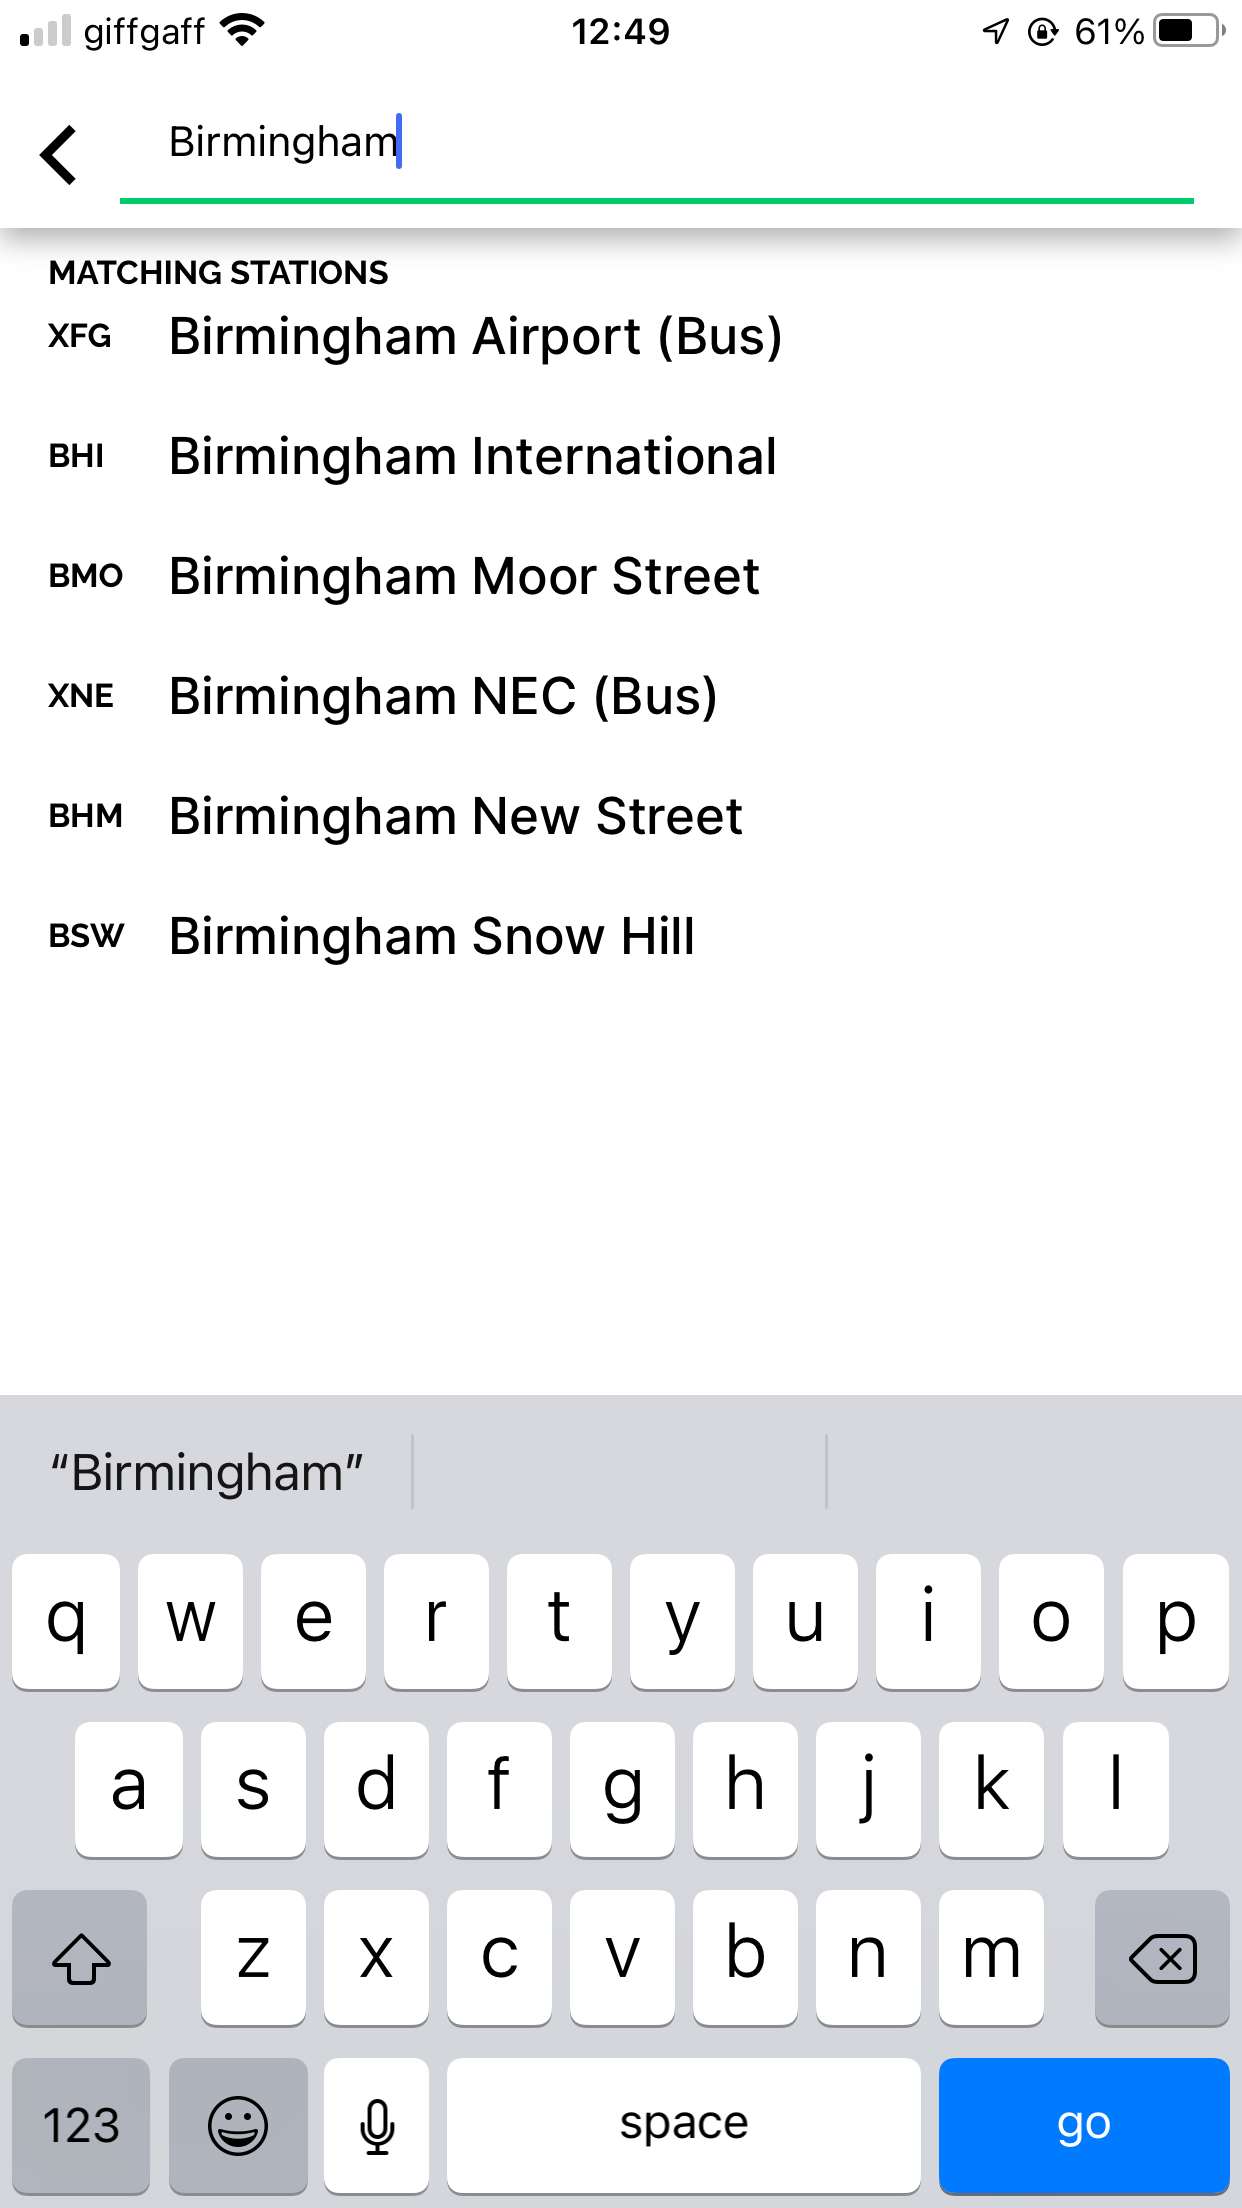 giffgaff 12:49 61%
Birmingham
MATCHING STATIONS
XFG Birmingham Airport (Bus)
BHI Birmingham International
BMO Birmingham Moor Street
XNE Birmingham NEC (Bus)
BHM Birmingham New Street
BSW Birmingham Snow Hill
“Birmingham”
q w e r t y u i o p
a s d f g h j k l
z x c v b n m
123 space go